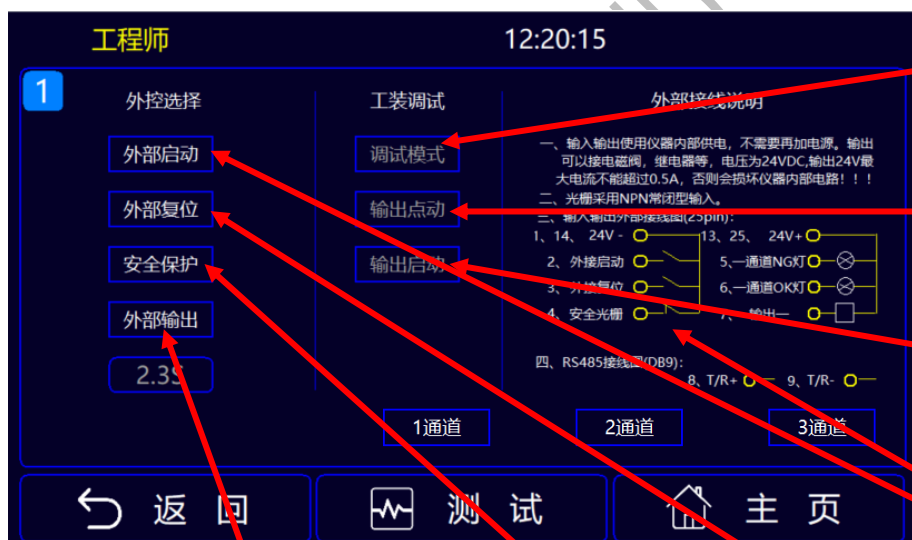 工程师
12:20:15
1
外控选择
工装调试
外部接线说明
外部启动
调试模式
外部复位
输出点动
安全保护
输出启动
外部输出
2.3S
一、输入输出使用仪器内部供电，不需要再加电源。输出
可以接电磁阀，继电器等，电压为24VDC,输出24V最
大电流不能超过0.5A，否则会损坏仪器内部电路！！！
二、光栅采用NPN常闭型输入。
三、输入输出外部接线图(25pin)：
1、14、 24V - 13、25、 24V+
2、外接启动 5、一通道NG灯
3、外接复位 6、一通道OK灯
4、安全光栅 7、输出一
四、RS485接线图(DB9)：
8、T/R+ 9、T/R-
1通道 2通道 3通道
返 回 测 试 主 页